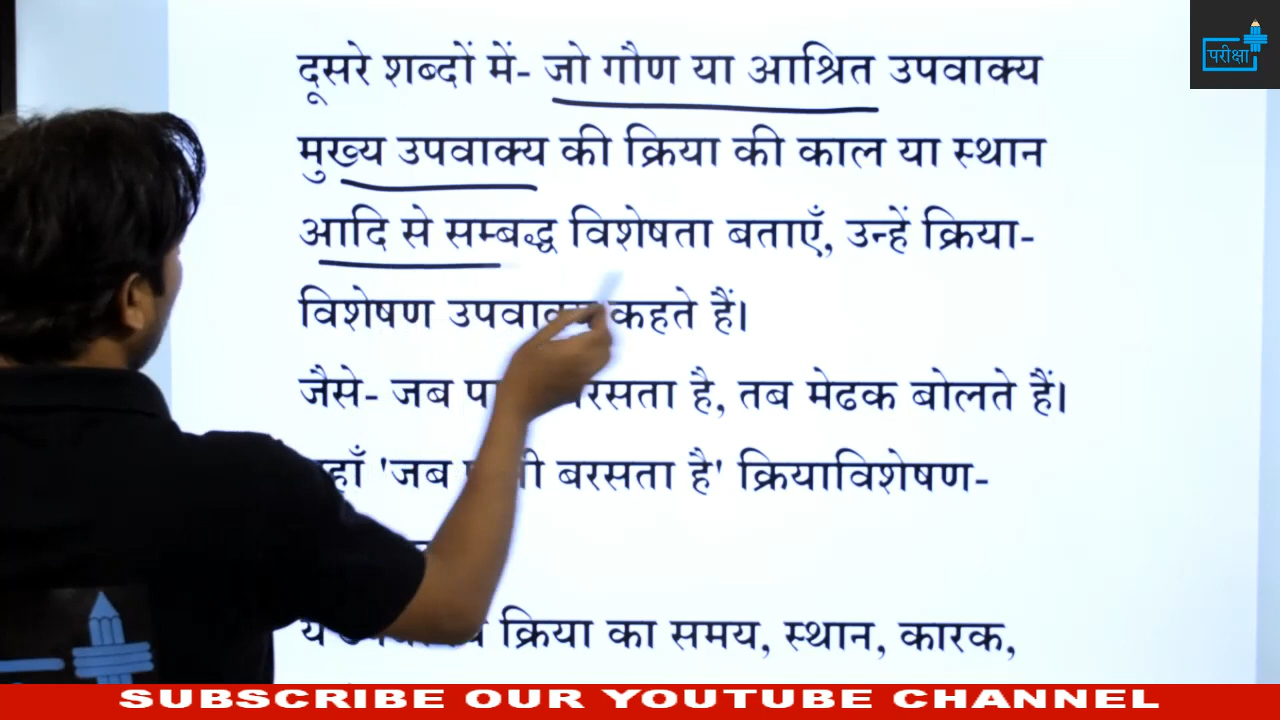 परीक्षा
दूसरे शब्दों में- जो गौण या आश्रित उपवाक्य
मुख्य उपवाक्य की क्रिया की काल या स्थान
आदि से सम्बद्ध विशेषता बताएँ, उन्हें क्रिया-
विशेषण उपवाक्य कहते हैं।
जैसे- जब बरसता है, तब मेढक बोलते हैं।
'जब बरसता है' क्रियाविशेषण-
क्रिया का समय, स्थान, कारक,
SUBSCRIBE OUR YOUTUBE CHANNEL